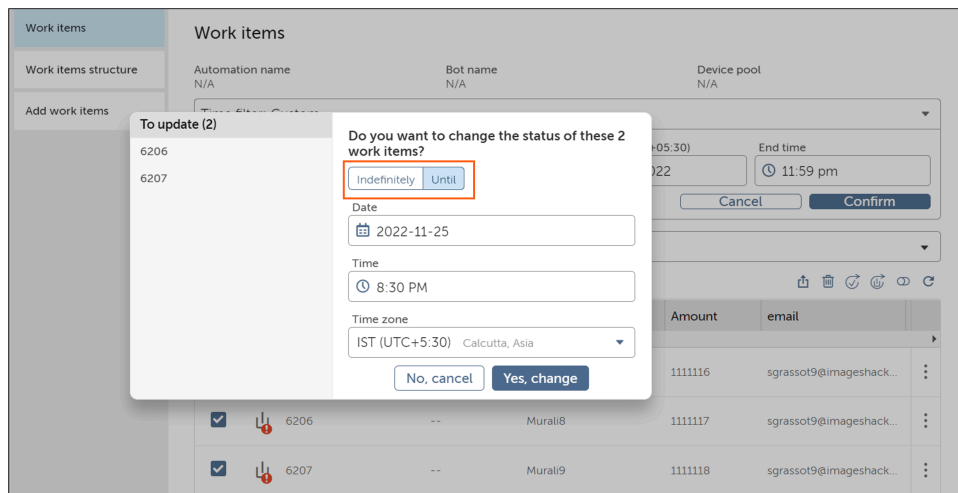 Work items
Work items structure
Add work items
Work items
Automation name
N/A
Bot name
N/A
Device pool
N/A
To update (2)
6206
6207
Do you want to change the status of these 2
work items?
Indefinitely
Until
Date
2022-11-25
Time
8:30 PM
Time zone
IST (UTC+5:30) Calcutta, Asia
No, cancel
Yes, change
+05:30)
022
End time
11:59 pm
Cancel
Confirm
Amount
email
1111116
sgrassot9@imageshack...
6206
--
Murali8
1111117
sgrassot9@imageshack...
6207
--
Murali9
1111118
sgrassot9@imageshack...